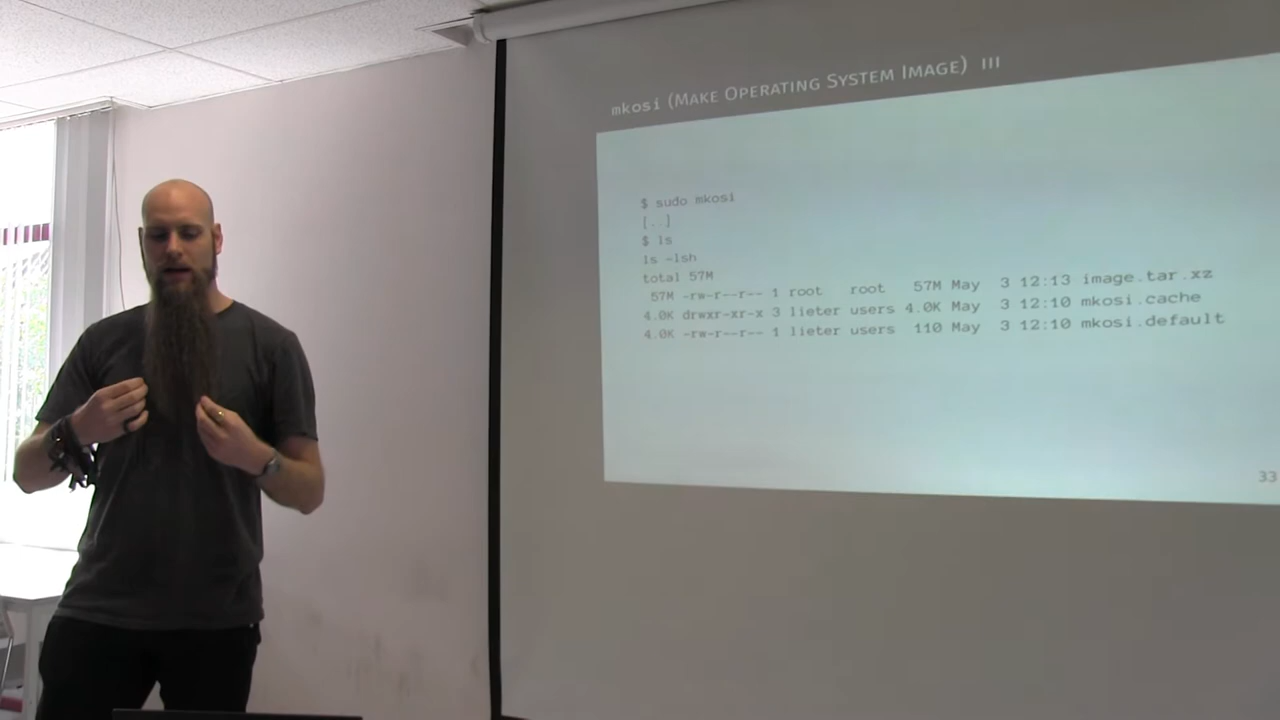 mkosi (MAKE OPERATING SYSTEM IMAGE) III
$ sudo mkosi
[..]
$ ls
ls -lsh
total 57M
57M -rw-r--r-- 1 root root 57M May 3 12:13 image.tar.xz
4.0K drwxr-xr-x 3 lieter users 4.0K May 3 12:10 mkosi.cache
4.0K -rw-r--r-- 1 lieter users 110 May 3 12:10 mkosi.default
33